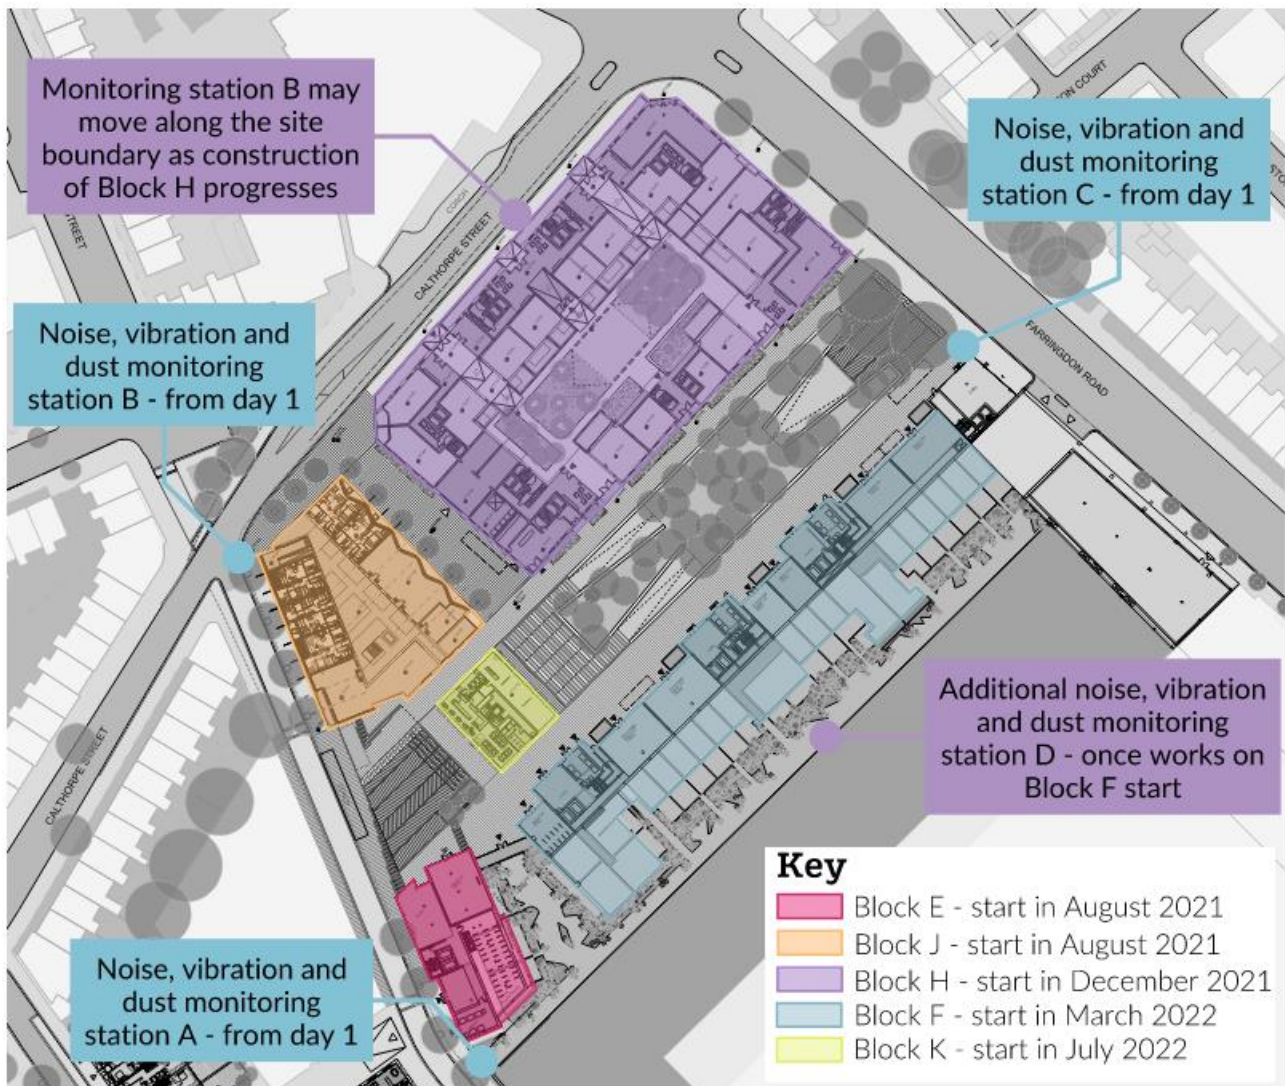 Monitoring station B may
move along the site
boundary as construction
of Block H progresses
Noise, vibration and
dust monitoring
station C - from day 1
CALTHORPE STREET
STREET
Noise, vibration and
dust monitoring
station B - from day 1
FARRINGDON ROAD
COURT
CALTHORPE STREET
Additional noise, vibration
and dust monitoring
station D - once works on
Block F start
Noise, vibration and
dust monitoring
station A - from day 1
Key
Block E - start in August 2021
Block J - start in August 2021
Block H - start in December 2021
Block F - start in March 2022
Block K - start in July 2022